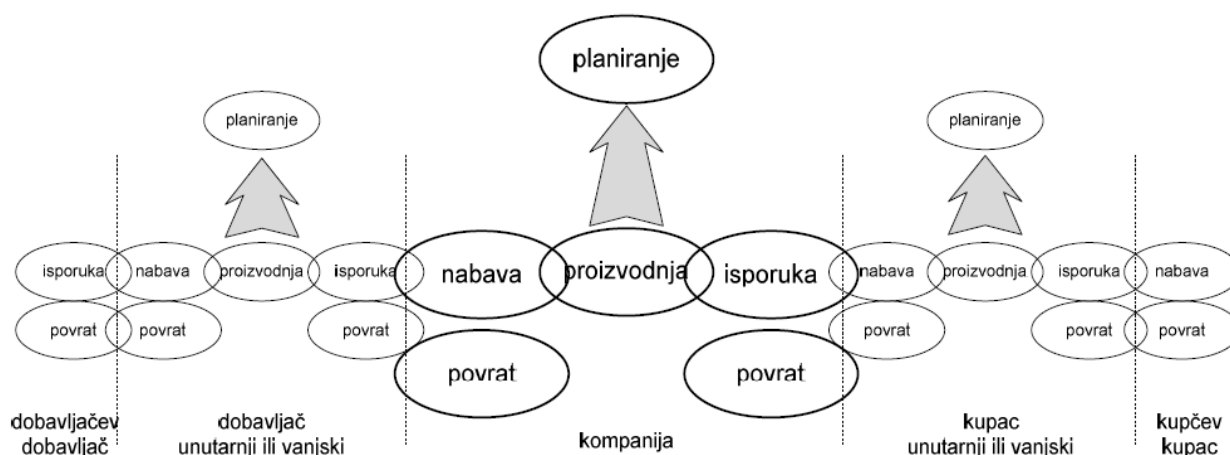 planiranje
planiranje
planiranje
isporuka
nabava
proizvodnja
isporuka
nabava
proizvodnja
isporuka
nabava
proizvodnja
isporuka
nabava
povrat
povrat
povrat
povrat
povrat
povrat
povrat
povrat
dobavljačev
dobavljač
dobavljač
unutarnji ili vanjski
kompanija
kupac
unutarnji ili vanjski
kupčev
kupac